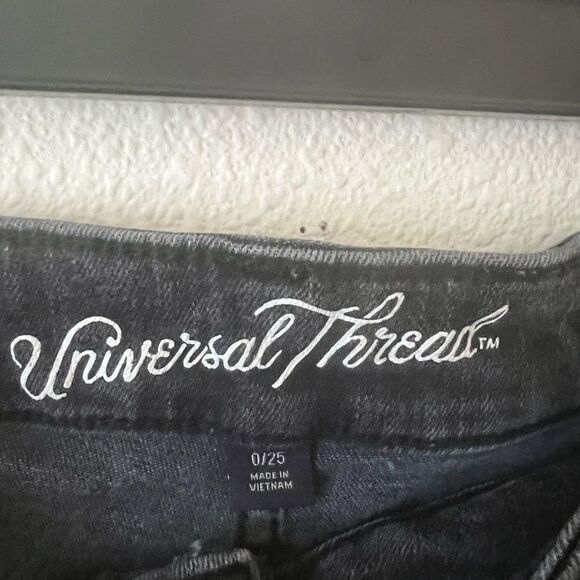 Universal Thread™
0/25
MADE IN
VIETNAM